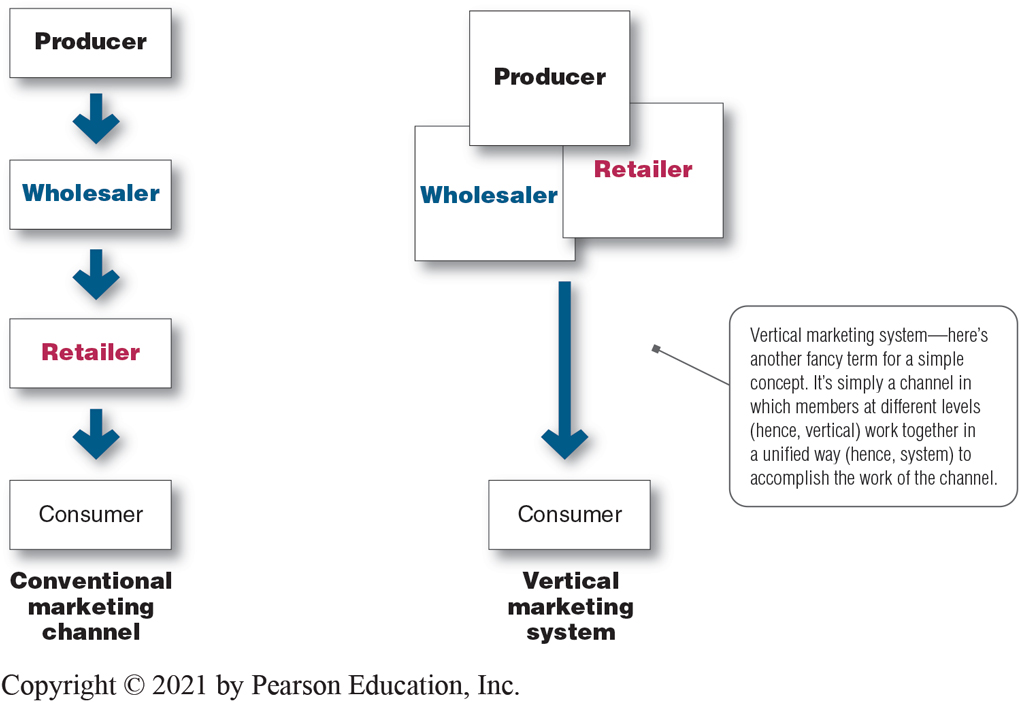 Producer
Wholesaler
Retailer
Consumer
Conventional
marketing
channel
Producer
Retailer
Wholesaler
Consumer
Vertical
marketing
system
Vertical marketing system—here’s
another fancy term for a simple
concept. It’s simply a channel in
which members at different levels
(hence, vertical) work together in
a unified way (hence, system) to
accomplish the work of the channel.
Copyright © 2021 by Pearson Education, Inc.